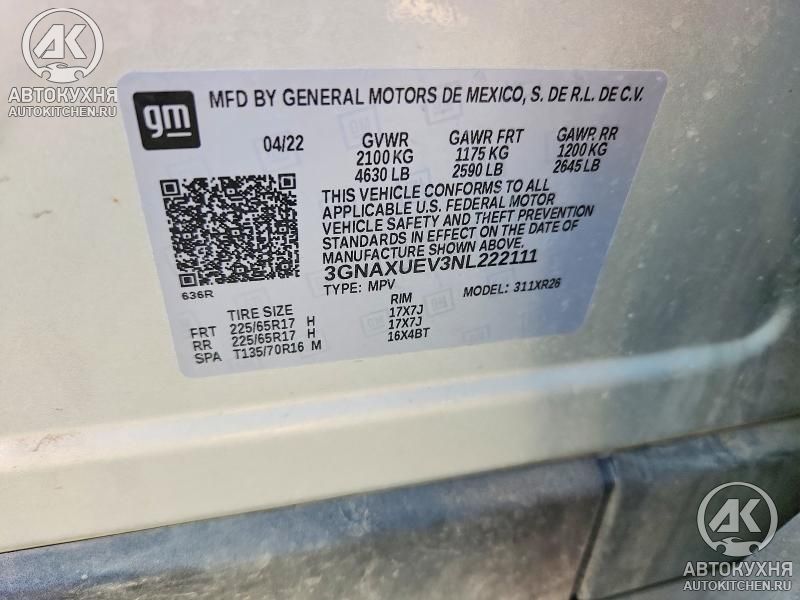 AK
АВТОКУХНЯ
AUTOKITCHEN.RU
gm
MFD BY GENERAL MOTORS DE MEXICO, S. DE R.L. DE C.V.
04/22 GVWR GAWR FRT GAWR RR
2100 KG 1175 KG 1200 KG
4630 LB 2590 LB 2645 LB
THIS VEHICLE CONFORMS TO ALL
APPLICABLE U.S. FEDERAL MOTOR
VEHICLE SAFETY AND THEFT PREVENTION
STANDARDS IN EFFECT ON THE DATE OF
MANUFACTURE SHOWN ABOVE.
3GNAXUEV3NL222111
636R
TYPE: MPV MODEL: 311XR26
TIRE SIZE RIM
FRT 225/65R17 H 17X7J
RR 225/65R17 H 17X7J
SPA T135/70R16 M 16X4BT
AK
АВТОКУХНЯ
AUTOKITCHEN.RU